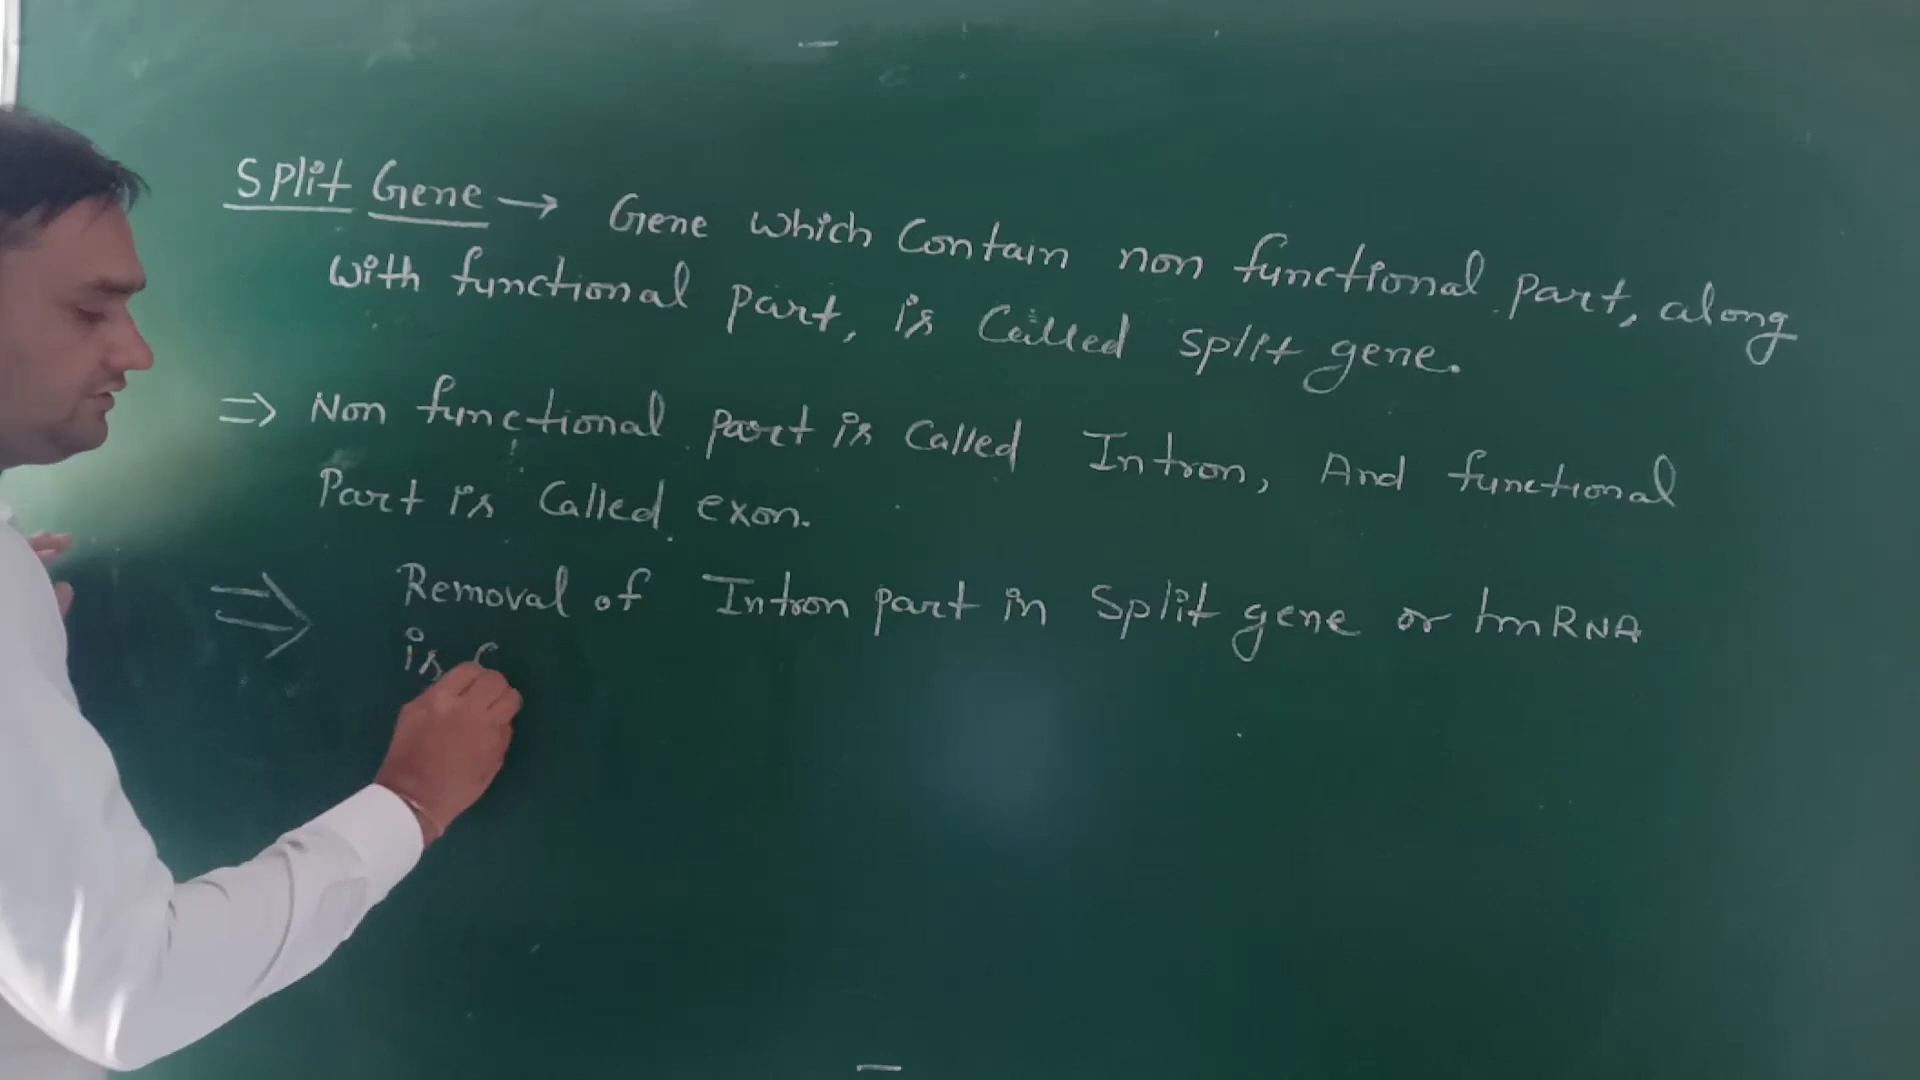 Split Gene → Gene which Contain non functional part, along
with functional part, is Called split gene.
⇒ Non functional part is Called Intron, And functional
Part is Called exon.
⇒ Removal of Intron part in Split gene or hnRNA
is